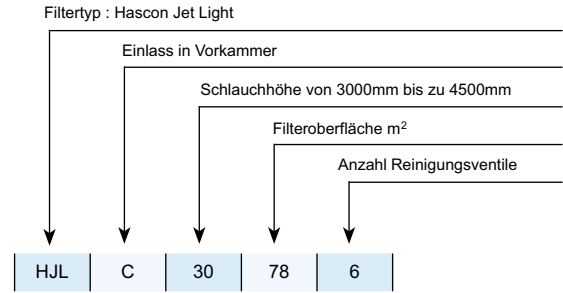 Filtertyp : Hascon Jet Light
Einlass in Vorkammer
Schlauchhöhe von 3000mm bis zu 4500mm
Filteroberfläche m²
Anzahl Reinigungsventile
HJL C 30 78 6